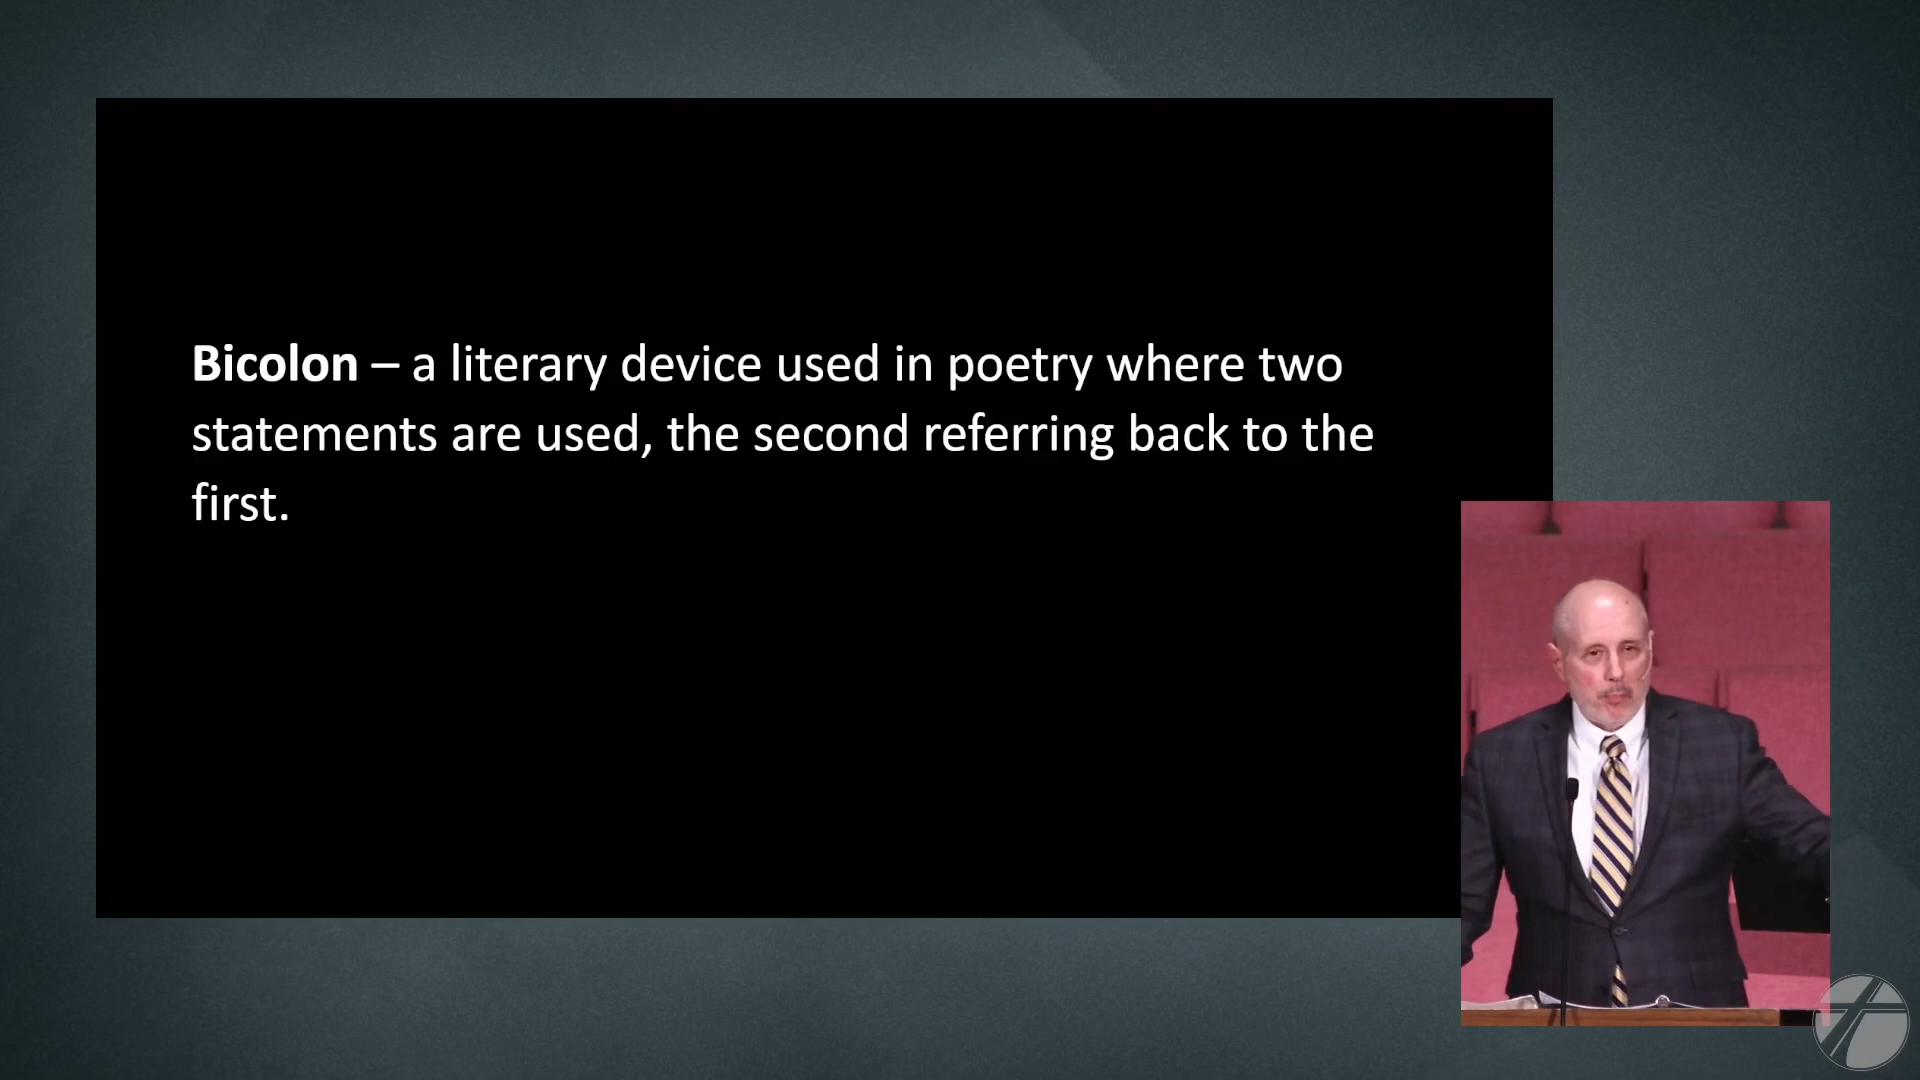 Bicolon – a literary device used in poetry where two
statements are used, the second referring back to the
first.